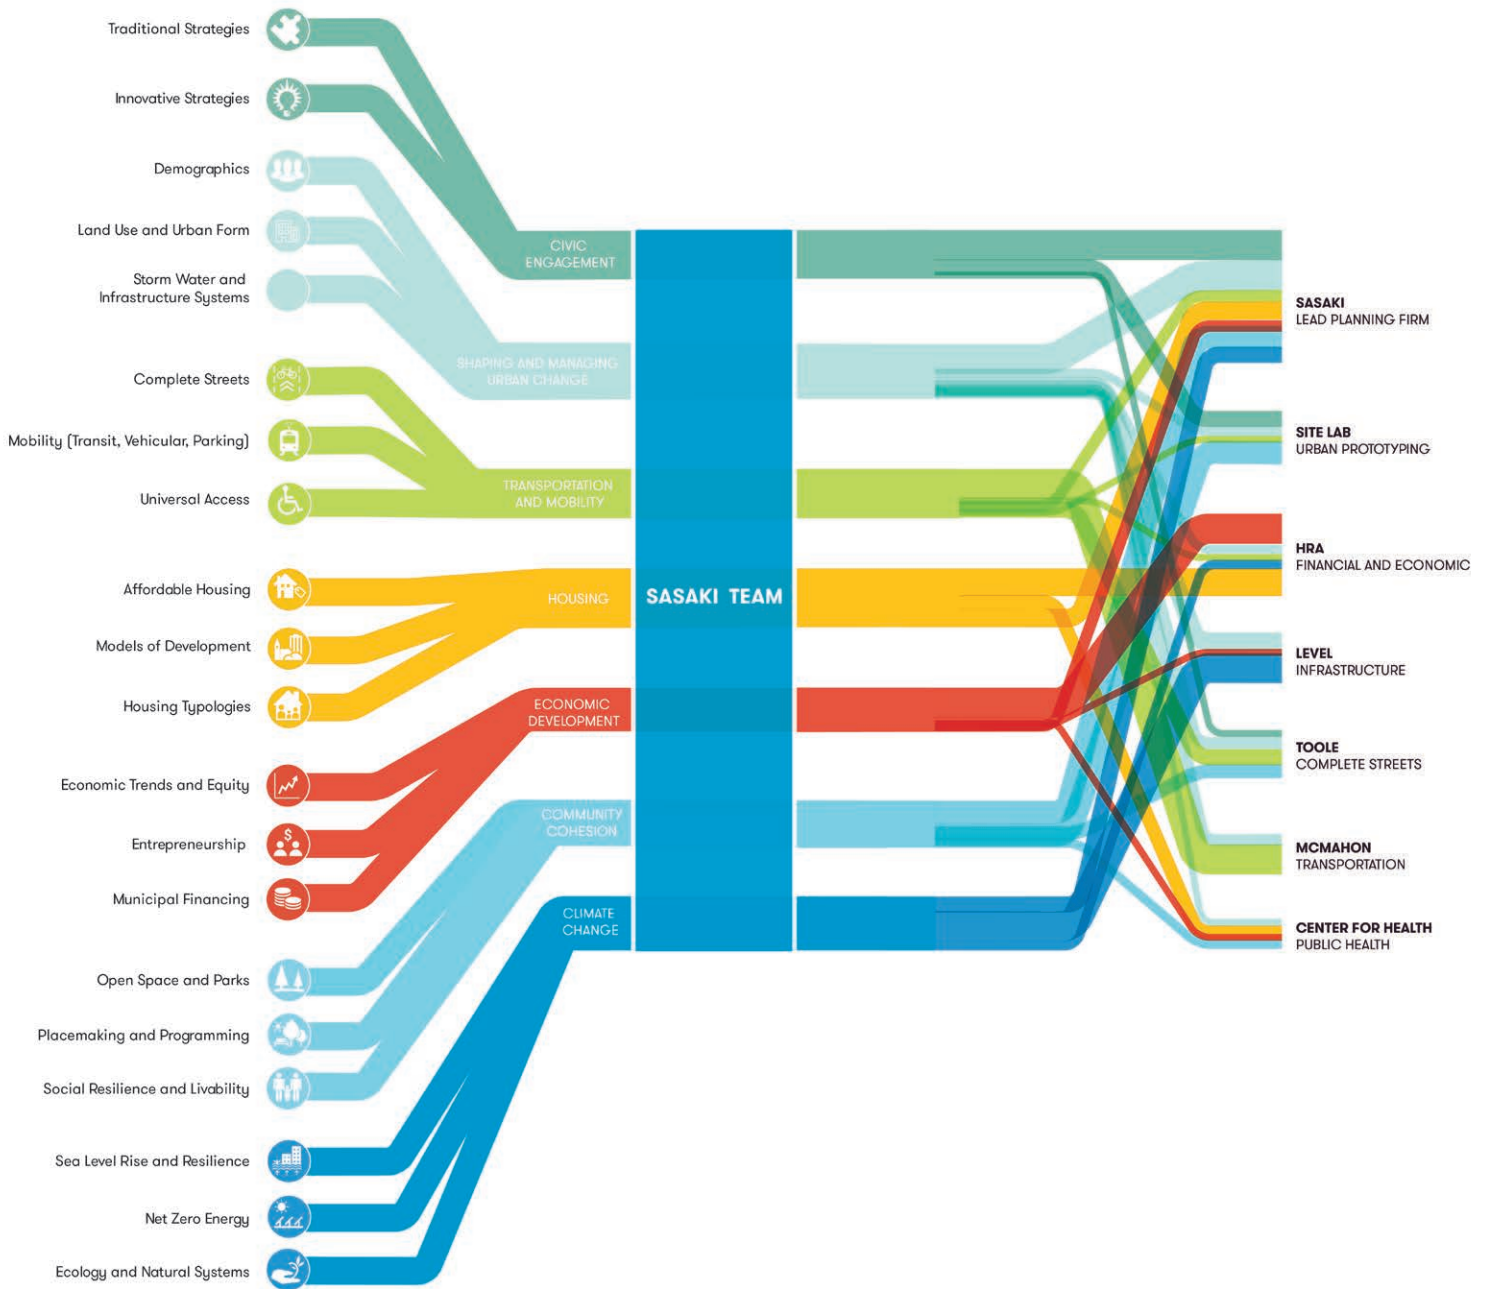 Traditional Strategies
Innovative Strategies
Demographics
Land Use and Urban Form
Storm Water and
Infrastructure Systems
Complete Streets
Mobility (Transit, Vehicular, Parking)
Universal Access
Affordable Housing
Models of Development
Housing Typologies
Economic Trends and Equity
Entrepreneurship
Municipal Financing
Open Space and Parks
Placemaking and Programming
Social Resilience and Livability
Sea Level Rise and Resilience
Net Zero Energy
Ecology and Natural Systems
$
CIVIC
ENGAGEMENT
SHAPING AND MANAGING
URBAN CHANGE
TRANSPORTATION
AND MOBILITY
HOUSING
ECONOMIC
DEVELOPMENT
COMMUNITY
COHESION
CLIMATE
CHANGE
SASAKI TEAM
SASAKI
LEAD PLANNING FIRM
SITE LAB
URBAN PROTOTYPING
HRA
FINANCIAL AND ECONOMIC
LEVEL
INFRASTRUCTURE
TOOLE
COMPLETE STREETS
MCMAHON
TRANSPORTATION
CENTER FOR HEALTH
PUBLIC HEALTH